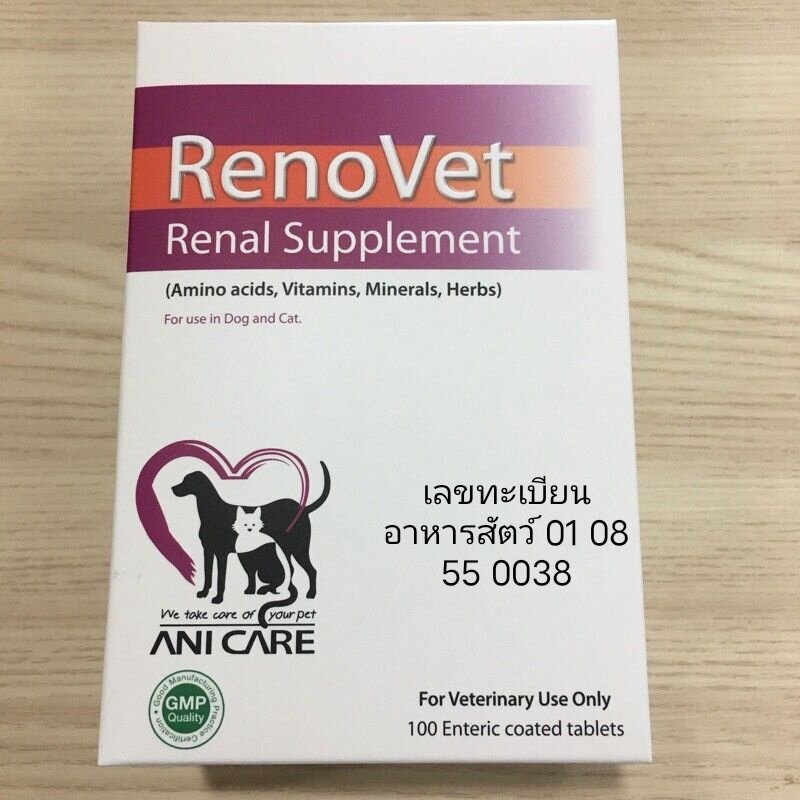 RenoVet
Renal Supplement
(Amino acids, Vitamins, Minerals, Herbs)
For use in Dog and Cat.
เลขทะเบียน
อาหารสัตว์ 01 08
55 0038
We take care of your pet
ANI CARE
Good Manufacturing
GMP
Quality
Practice Certification
For Veterinary Use Only
100 Enteric coated tablets